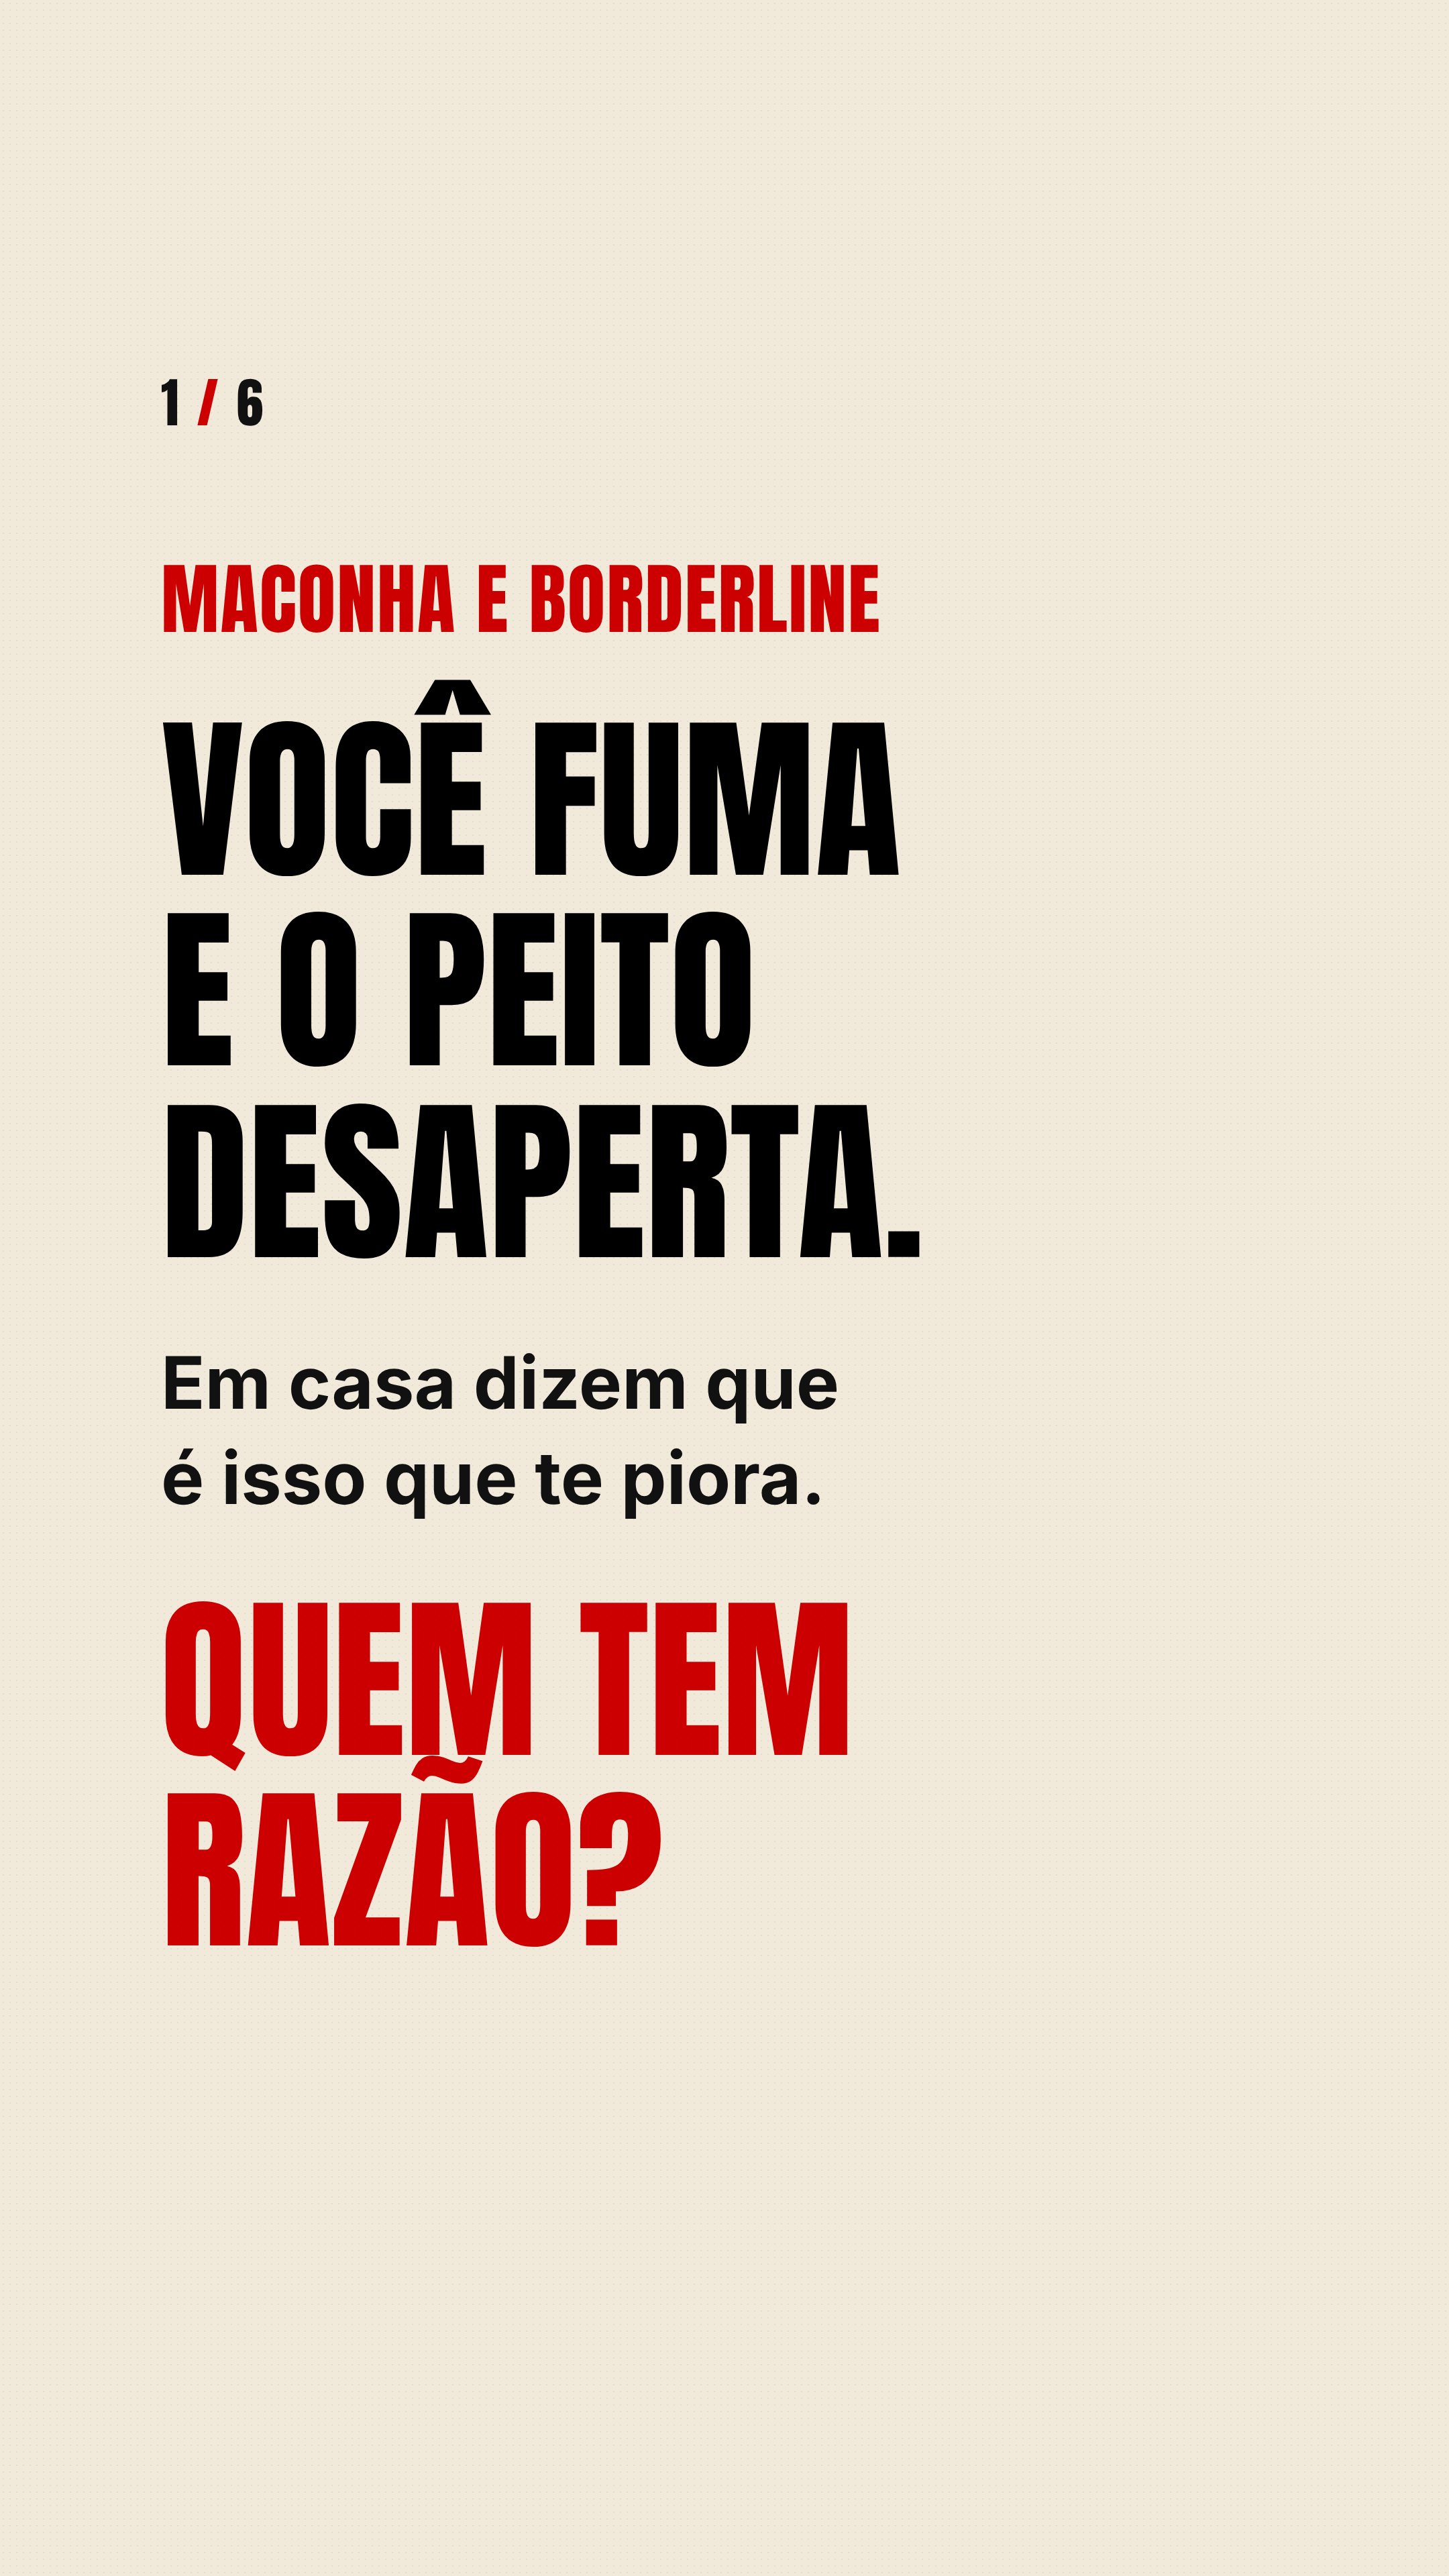 1 / 6
MACONHA E BORDERLINE
VOCÊ FUMA
E O PEITO
DESAPERTA.
Em casa dizem que
é isso que te piora.
QUEM TEM
RAZÃO?